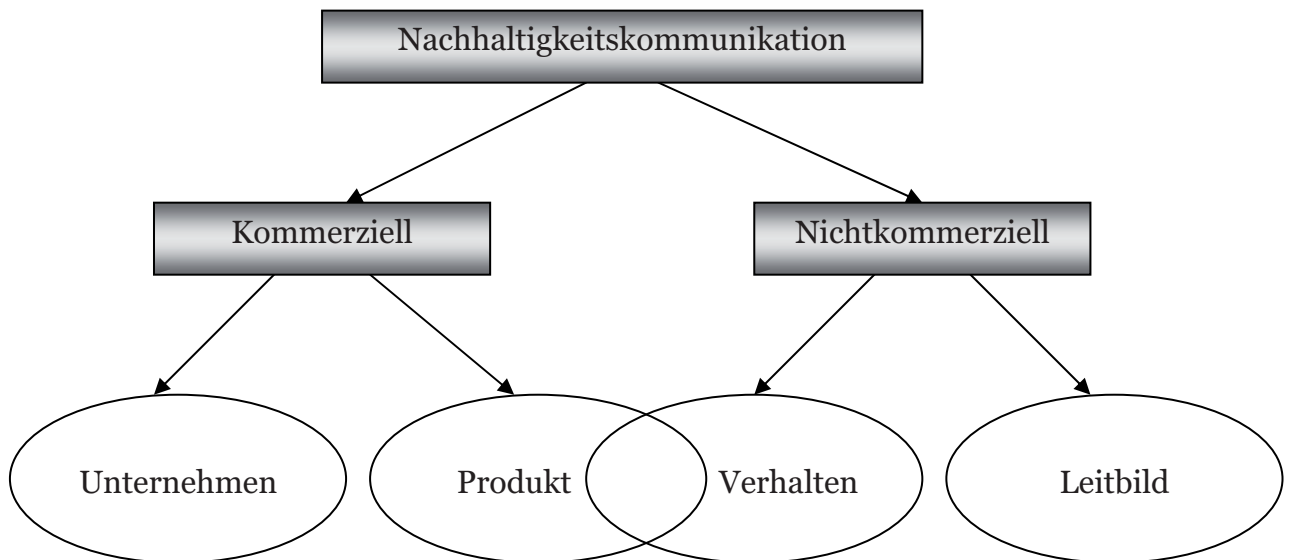 Nachhaltigkeitskommunikation
Kommerziell
Nichtkommerziell
Unternehmen
Produkt
Verhalten
Leitbild